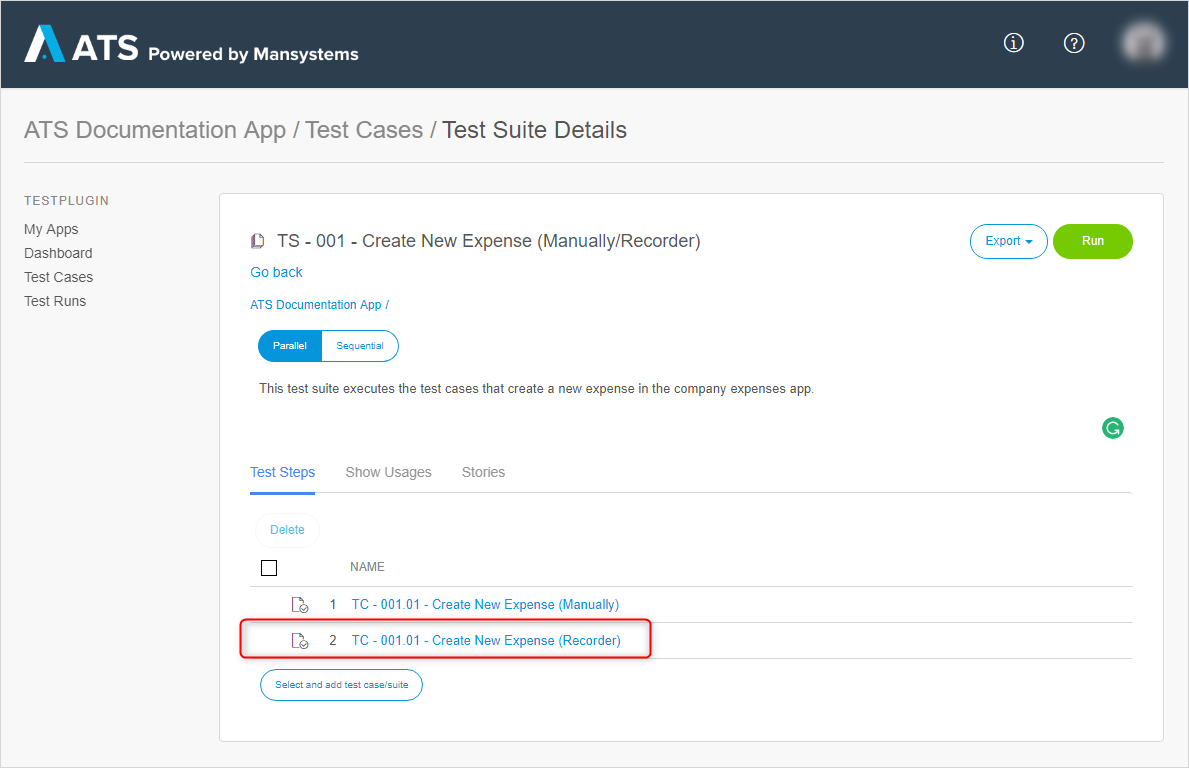 ATS Powered by Mansystems
ATS Documentation App / Test Cases / Test Suite Details
TESTPLUGIN
My Apps
Dashboard
Test Cases
Test Runs
TS - 001 - Create New Expense (Manually/Recorder)
Export
Run
Go back
ATS Documentation App /
Parallel
Sequential
This test suite executes the test cases that create a new expense in the company expenses app.
Test Steps
Show Usages
Stories
Delete
NAME
1 TC - 001.01 - Create New Expense (Manually)
2 TC - 001.01 - Create New Expense (Recorder)
Select and add test case/suite